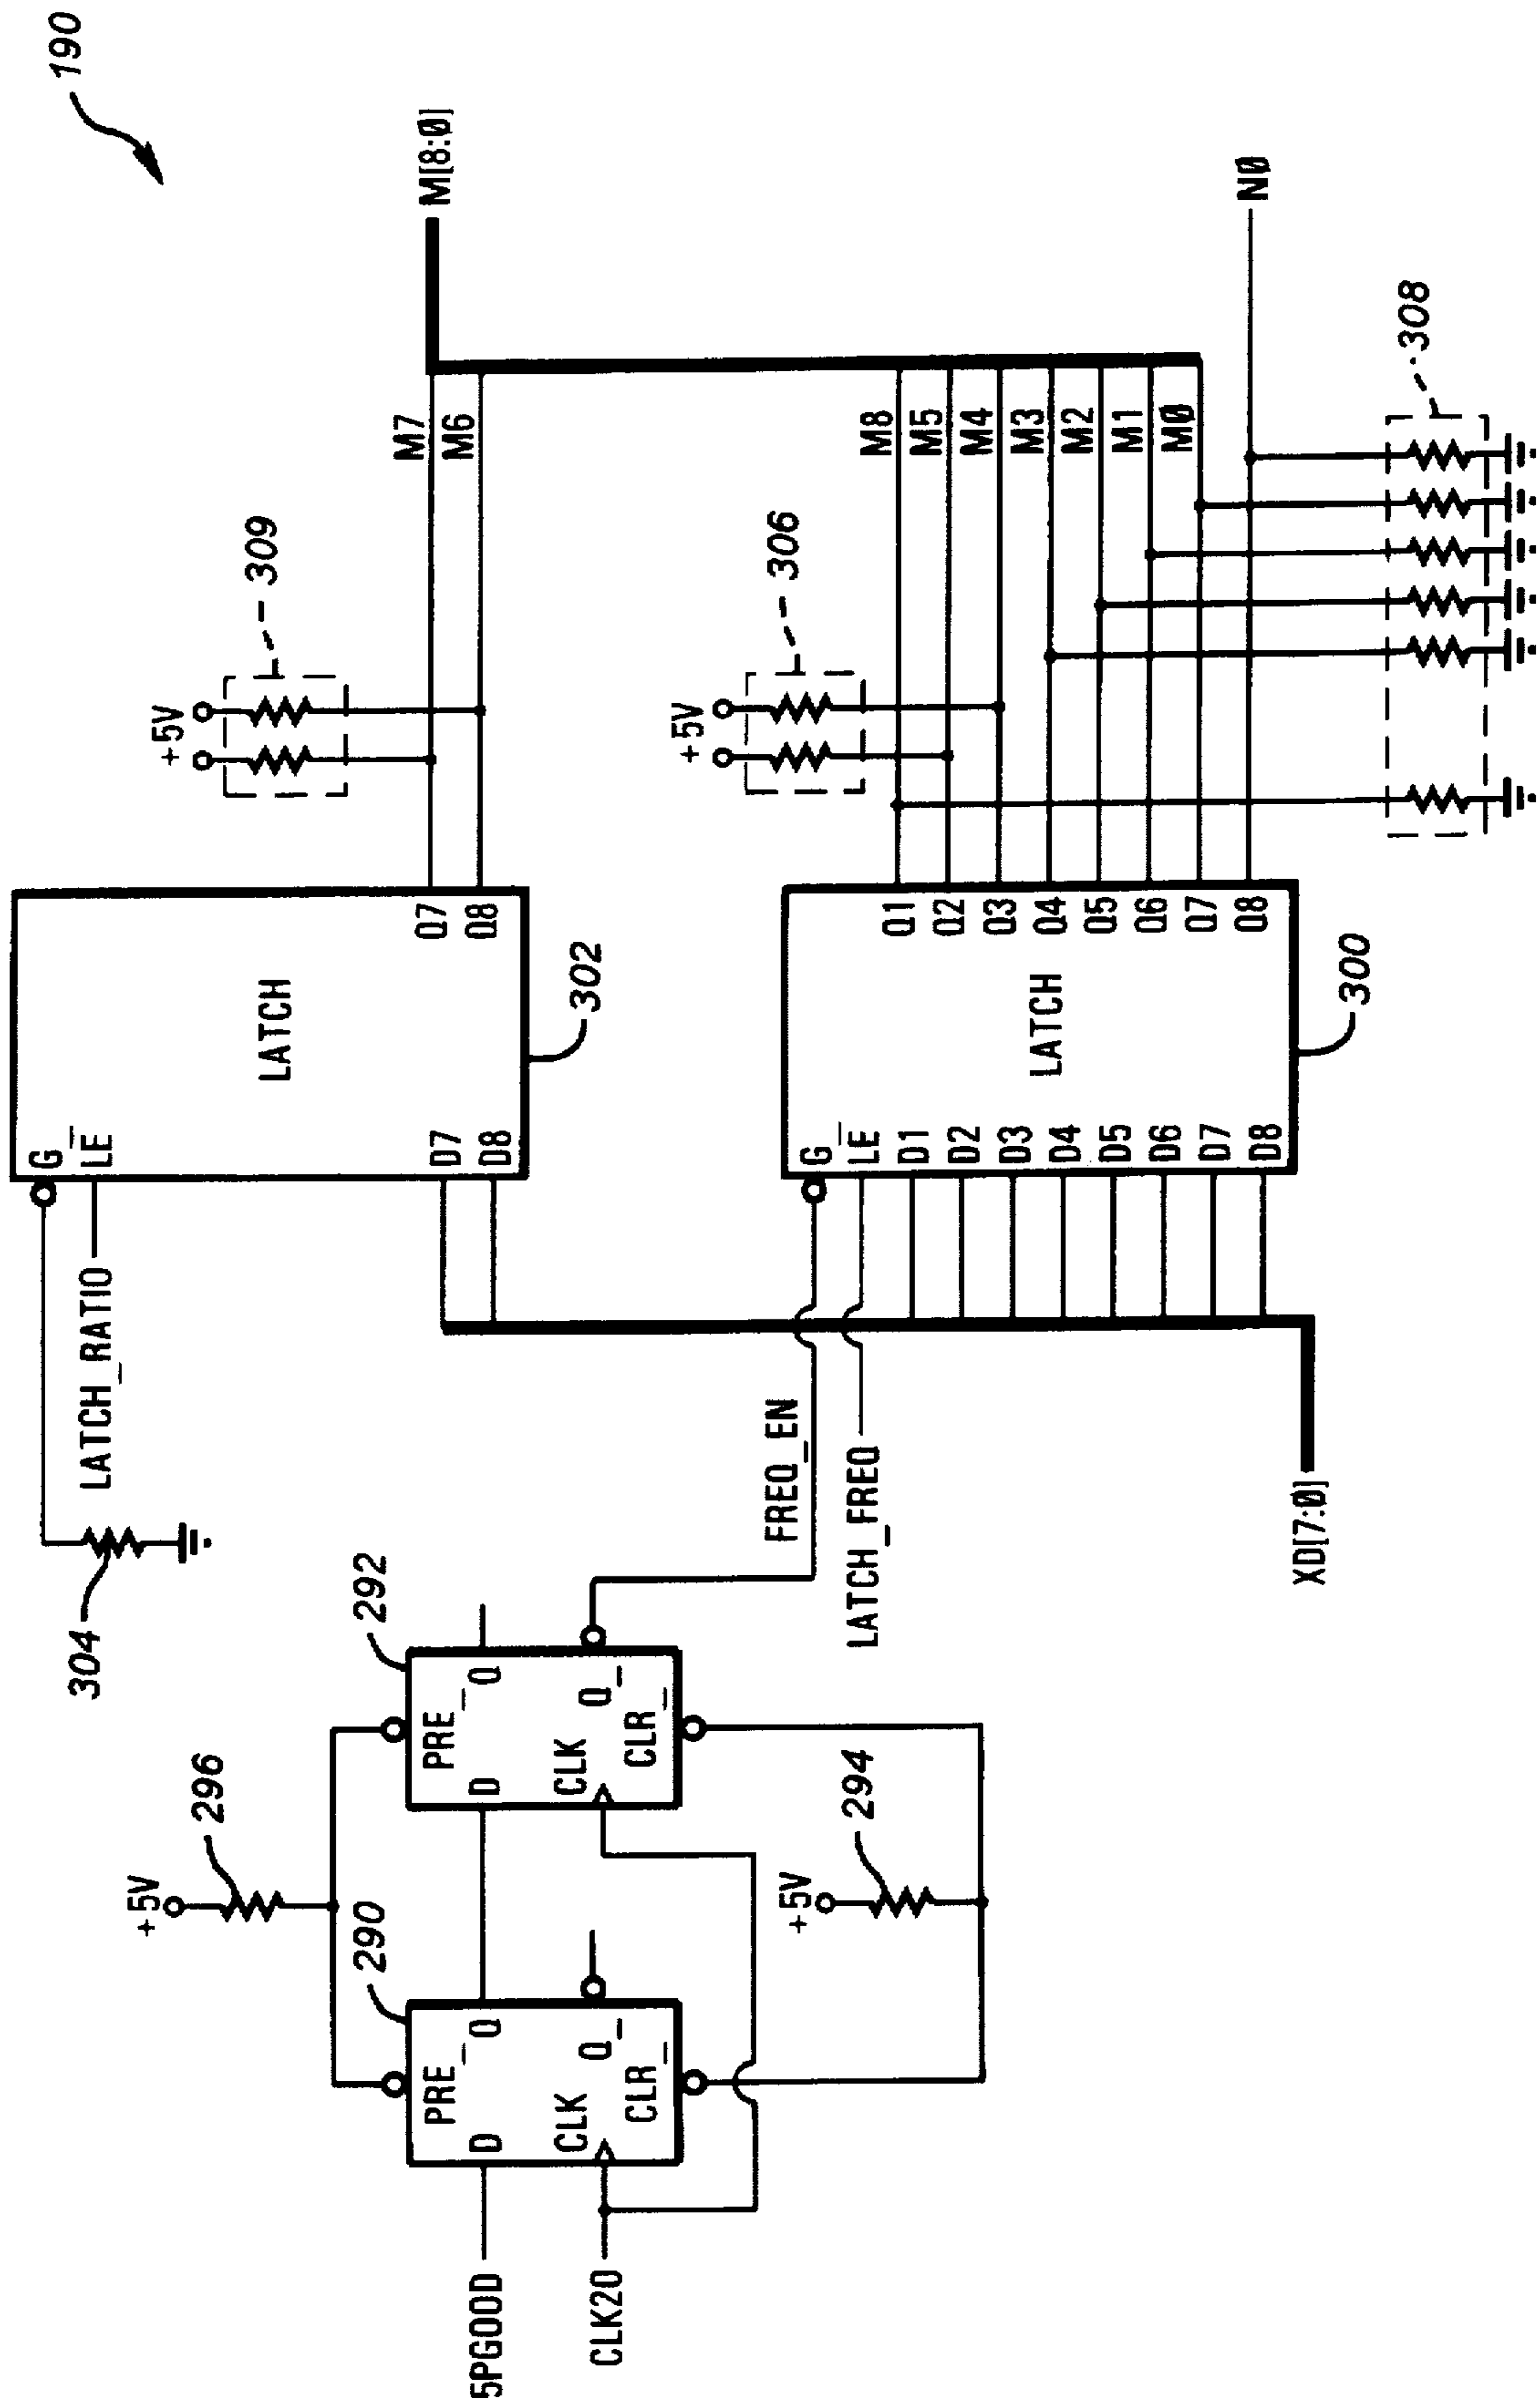 190
M[8:0]
309
+5V
M7
M6
G_
LE
LATCH
Q7
Q8
D7
D8
302
LATCH_RATIO
304
306
+5V
M8
M5
M4
M3
M2
M1
M0
N0
308
G_
LE
D1
D2
D3
D4
D5
D6
D7
D8
LATCH
Q1
Q2
Q3
Q4
Q5
Q6
Q7
Q8
300
FREQ_EN
LATCH_FREQ
XD[7:0]
+5V
296
290
PRE_
D
Q
CLK
Q_
CLR_
292
PRE_
D
Q
CLK
Q_
CLR_
+5V
294
5PGOOD
CLK20